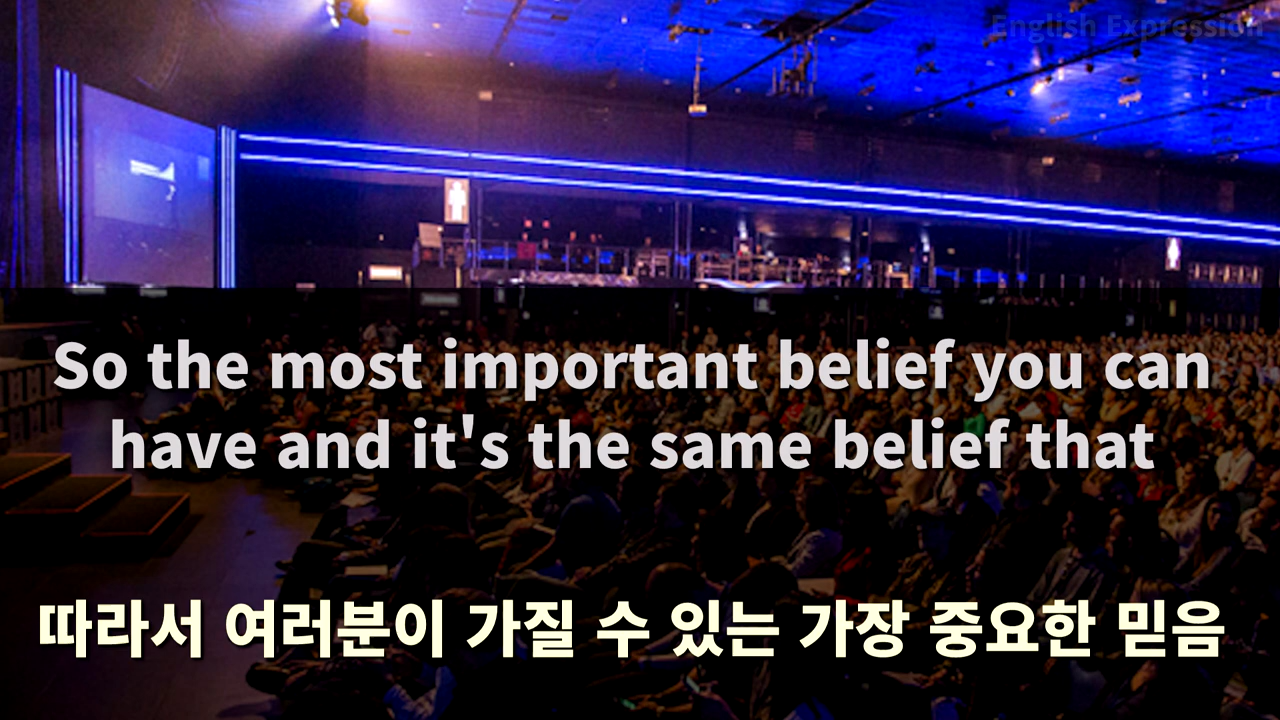 English Expression
So the most important belief you can
have and it's the same belief that
따라서 여러분이 가질 수 있는 가장 중요한 믿음